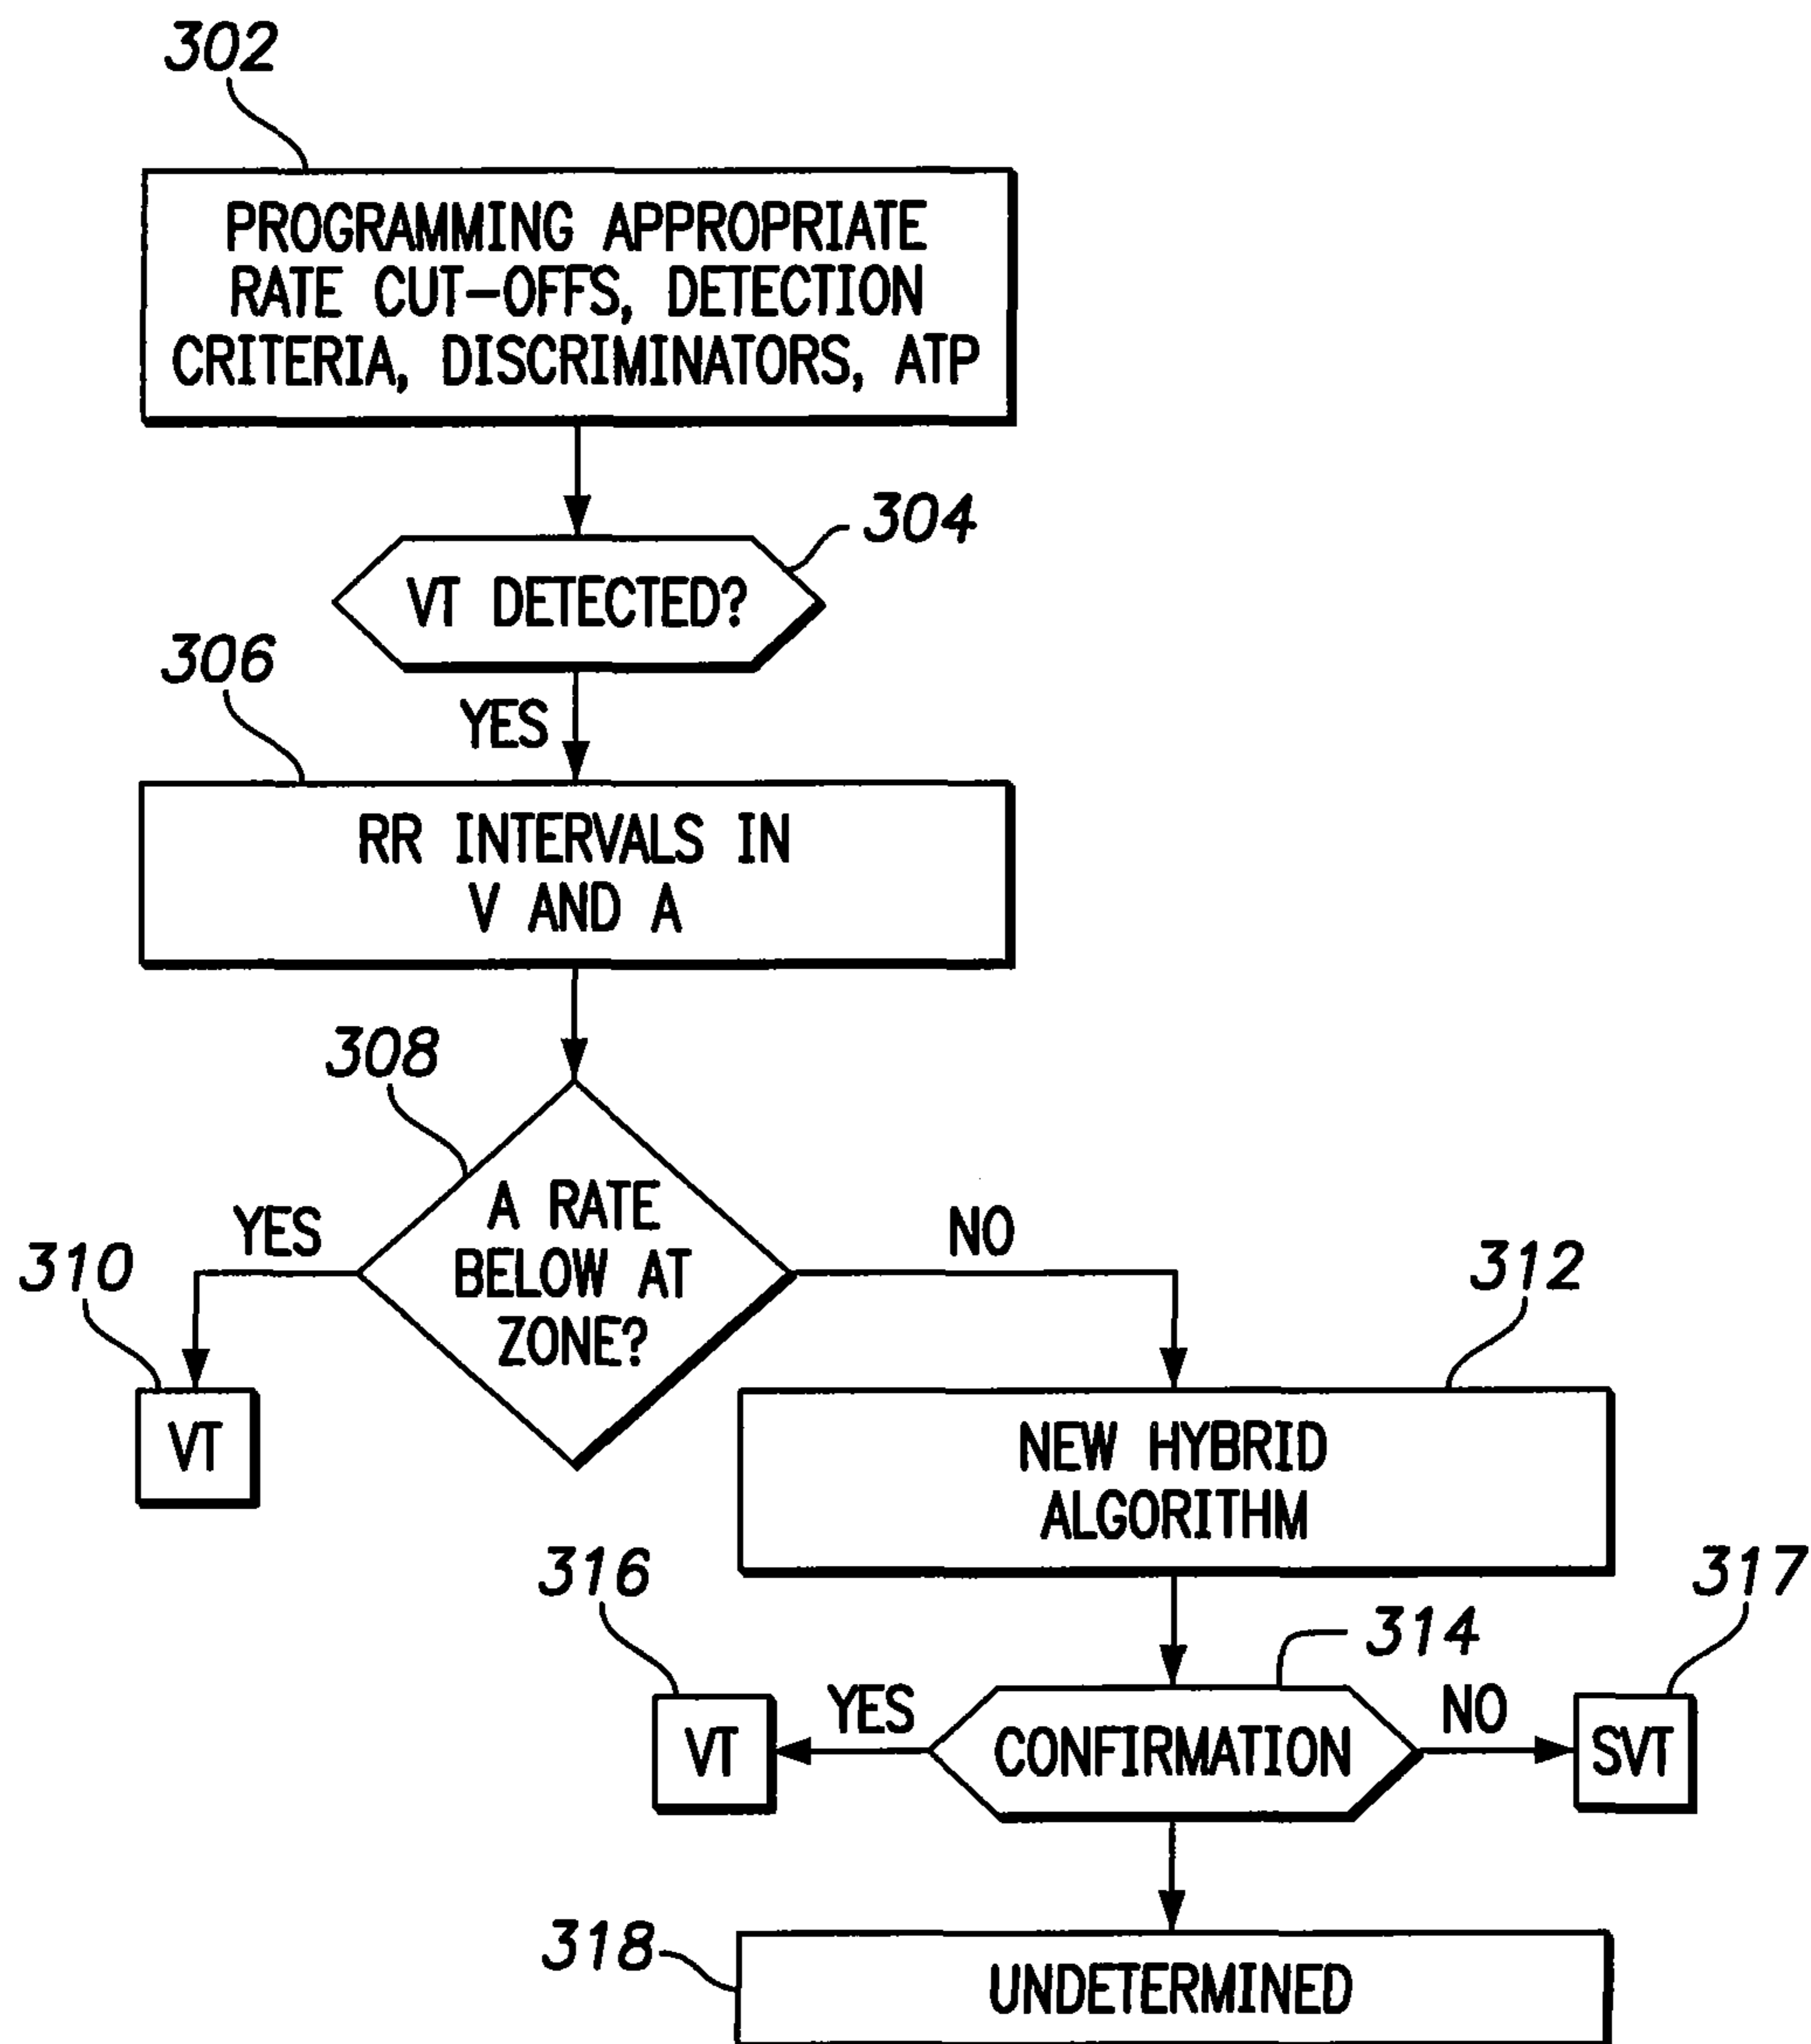 302
PROGRAMMING APPROPRIATE
RATE CUT-OFFS, DETECTION
CRITERIA, DISCRIMINATORS, ATP
304
VT DETECTED?
306
YES
RR INTERVALS IN
V AND A
308
A RATE
BELOW AT
ZONE?
YES
NO
310
VT
312
NEW HYBRID
ALGORITHM
316
314
317
VT
YES
CONFIRMATION
NO
SVT
318
UNDETERMINED